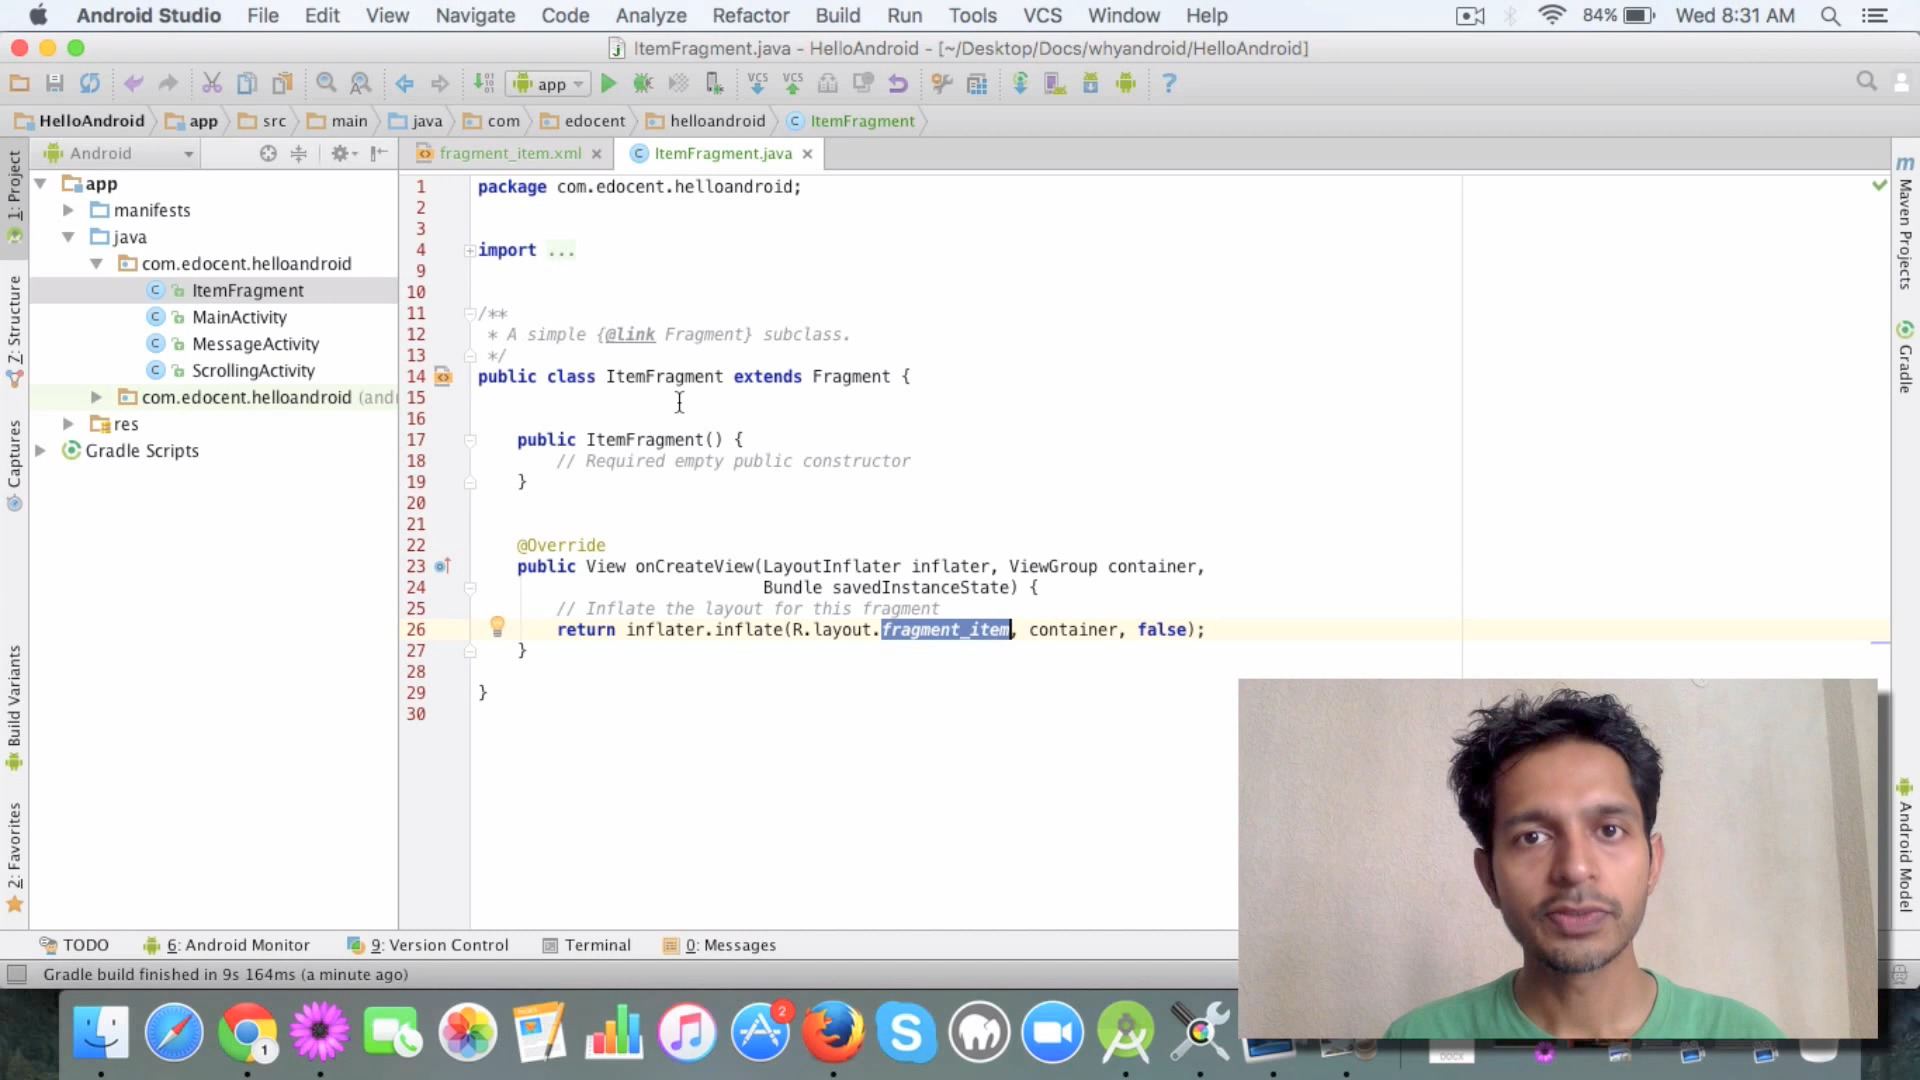 Android Studio File Edit View Navigate Code Analyze Refactor Build Run Tools VCS Window Help 84% Wed 8:31 AM
ItemFragment.java - HelloAndroid - [~/Desktop/Docs/whyandroid/HelloAndroid]
app VCS VCS ?
HelloAndroid app src main java com edocent helloandroid ItemFragment
Android
fragment_item.xml
ItemFragment.java
1: Project
7: Structure
Captures
Build Variants
2: Favorites
app
manifests
java
com.edocent.helloandroid
ItemFragment
MainActivity
MessageActivity
ScrollingActivity
com.edocent.helloandroid (and
res
Gradle Scripts
1 package com.edocent.helloandroid;
2
3
4 import ...
9
10
11 /**
12 * A simple {@link Fragment} subclass.
13 */
14 public class ItemFragment extends Fragment {
15
16
17 public ItemFragment() {
18 // Required empty public constructor
19 }
20
21
22 @Override
23 public View onCreateView(LayoutInflater inflater, ViewGroup container,
24 Bundle savedInstanceState) {
25 // Inflate the layout for this fragment
26 return inflater.inflate(R.layout.fragment_item, container, false);
27 }
28
29 }
30
m Maven Projects
Gradle
Android Model
TODO 6: Android Monitor 9: Version Control Terminal 0: Messages
Gradle build finished in 9s 164ms (a minute ago)
1
2
DOCX